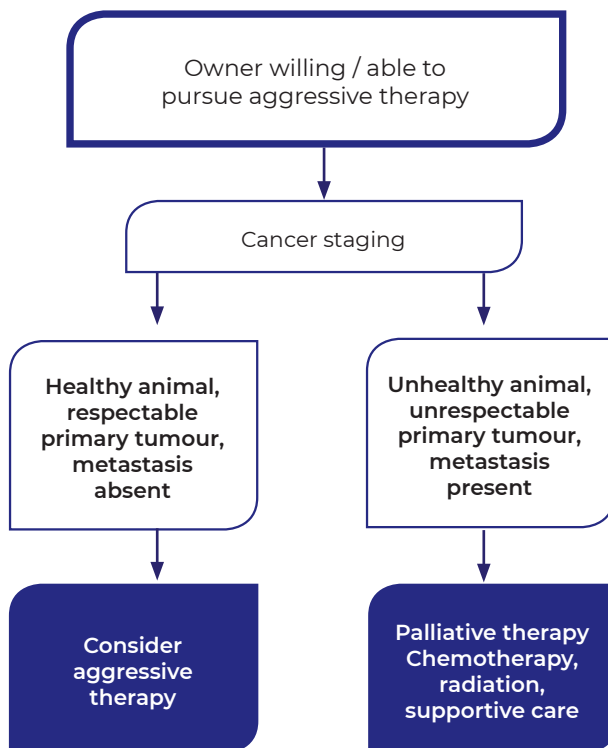 Owner willing / able to
pursue aggressive therapy
Cancer staging
Healthy animal,
respectable
primary tumour,
metastasis
absent
Unhealthy animal,
unrespectable
primary tumour,
metastasis
present
Consider
aggressive
therapy
Palliative therapy
Chemotherapy,
radiation,
supportive care